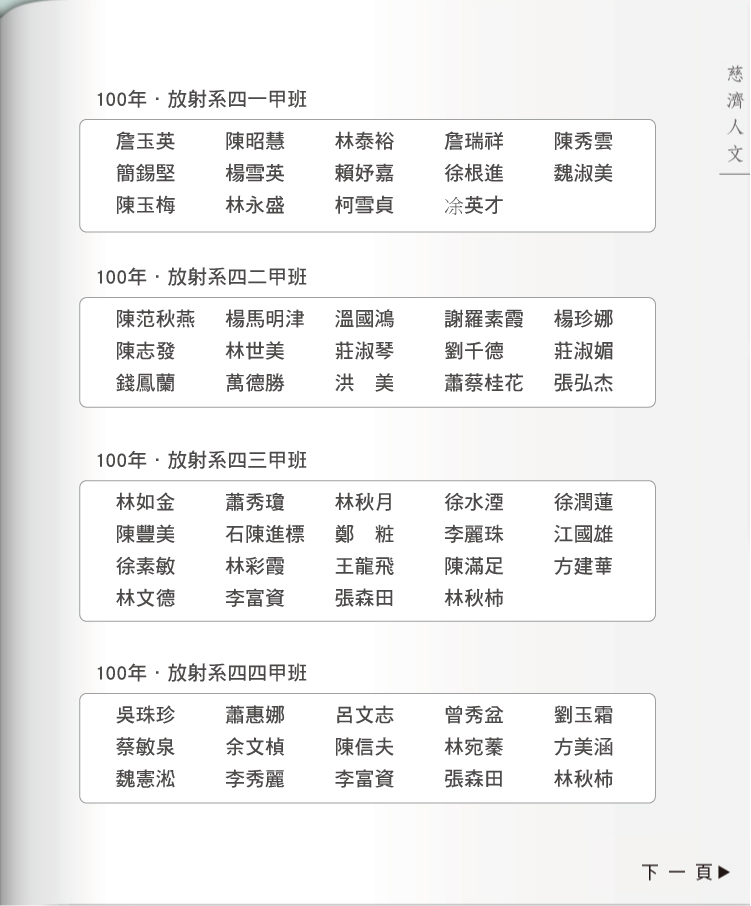 慈濟人文
100年．放射系四一甲班
詹玉英 陳昭慧 林泰裕 詹瑞祥 陳秀雲
簡錫堅 楊雪英 賴妤嘉 徐根進 魏淑美
陳玉梅 林永盛 柯雪貞 凃英才
100年．放射系四二甲班
陳范秋燕 楊馬明津 溫國鴻 謝羅素霞 楊珍娜
陳志發 林世美 莊淑琴 劉千德 莊淑媚
錢鳳蘭 萬德勝 洪　美 蕭蔡桂花 張弘杰
100年．放射系四三甲班
林如金 蕭秀瓊 林秋月 徐水湮 徐潤蓮
陳豐美 石陳進標 鄭　粧 李麗珠 江國雄
徐素敏 林彩霞 王龍飛 陳滿足 方建華
林文德 李富資 張森田 林秋柿
100年．放射系四四甲班
吳珠珍 蕭惠娜 呂文志 曾秀盆 劉玉霜
蔡敏泉 余文楨 陳信夫 林宛蓁 方美涵
魏憲淞 李秀麗 李富資 張森田 林秋柿
下一頁▶